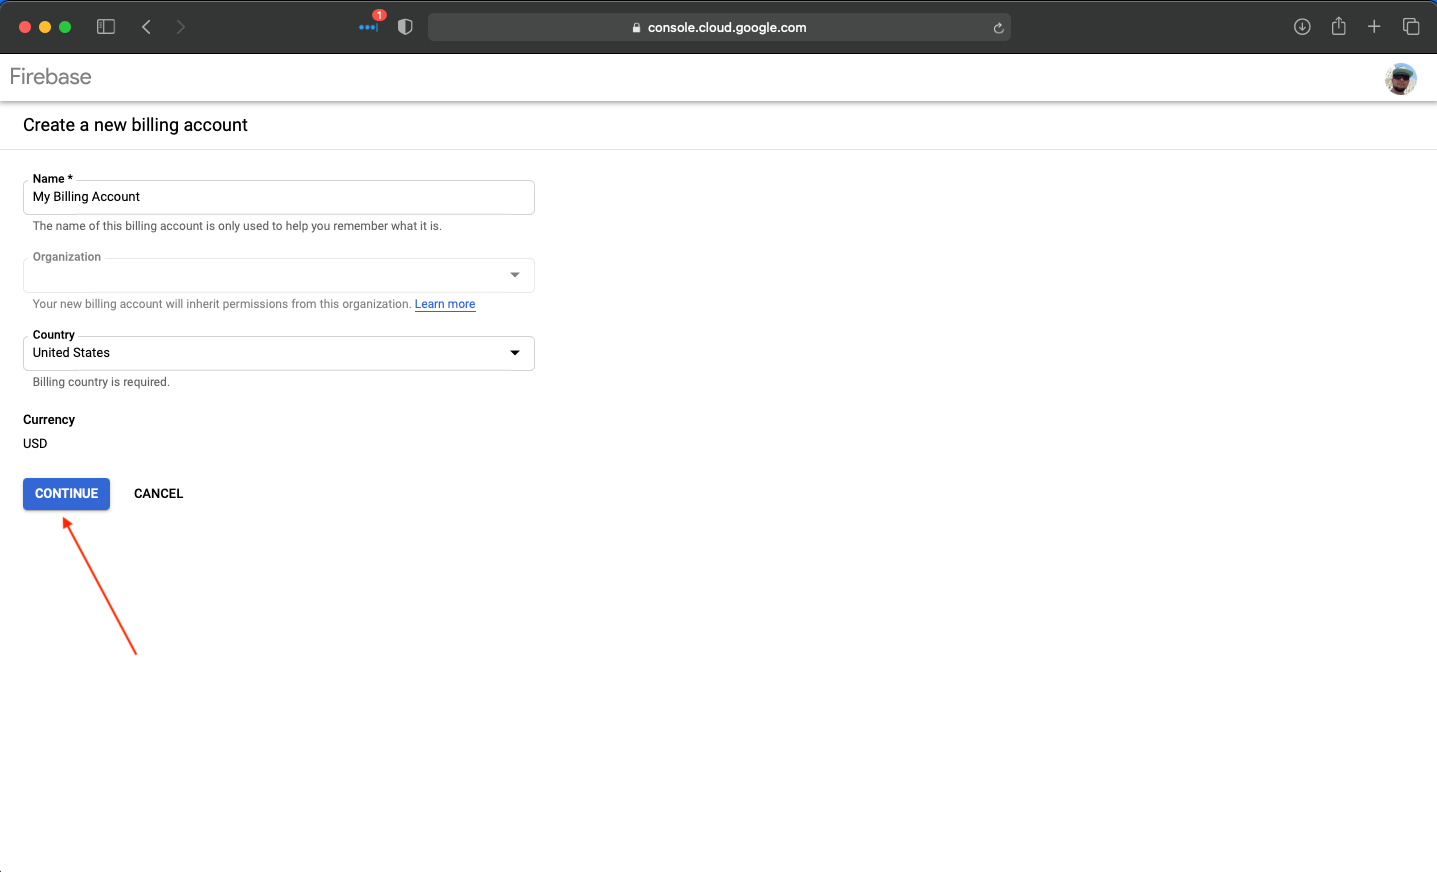 1
console.cloud.google.com
Firebase
Create a new billing account
Name *
My Billing Account
The name of this billing account is only used to help you remember what it is.
Organization
Your new billing account will inherit permissions from this organization. Learn more
Country
United States
Billing country is required.
Currency
USD
CONTINUE CANCEL